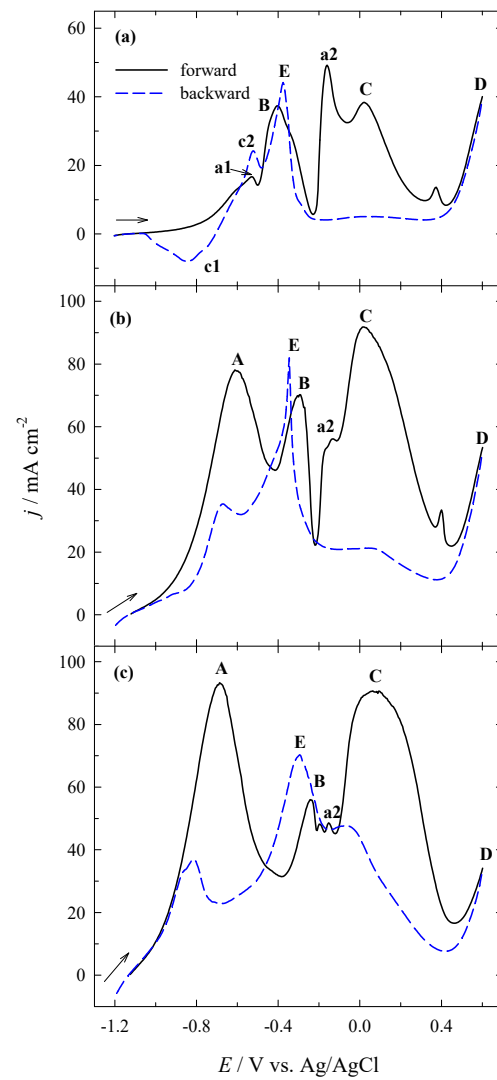 (a)
forward
backward
a2
E
C
D
B
c2
a1
c1
60
40
20
0
(b)
C
E
A
B
a2
D
100
80
60
40
20
0
j / mA cm-2
(c)
A
C
E
B
a2
D
100
80
60
40
20
0
-1.2 -0.8 -0.4 0.0 0.4
E / V vs. Ag/AgCl